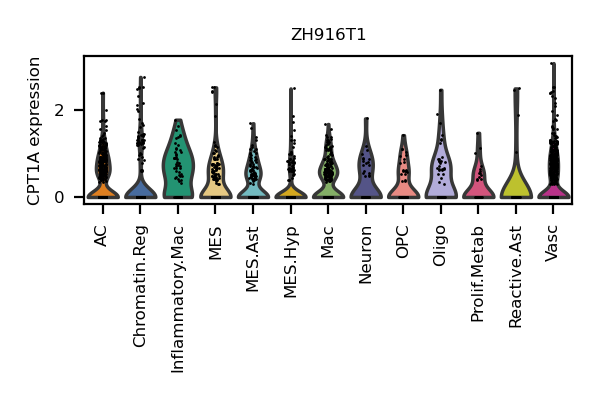 ZH916T1
CPT1A expression
2
0
AC
Chromatin.Reg
Inflammatory.Mac
MES
MES.Ast
MES.Hyp
Mac
Neuron
OPC
Oligo
Prolif.Metab
Reactive.Ast
Vasc